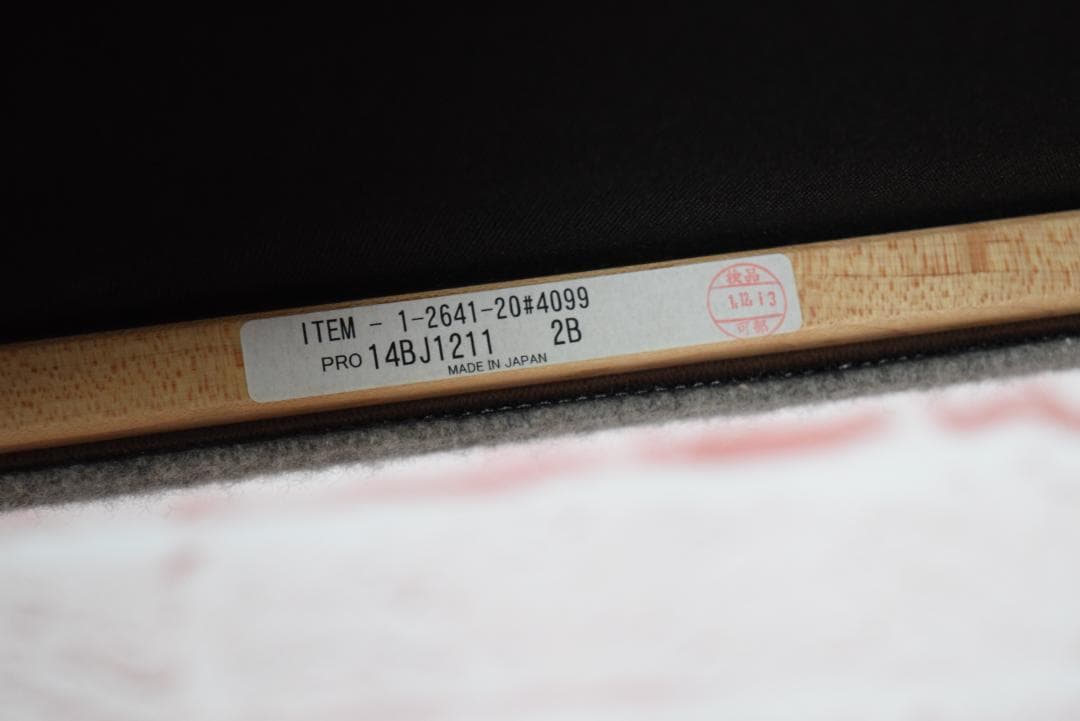 ITEM - 1-2641-20#4099
PRO 14BJ1211 2B
MADE IN JAPAN
検品
可部